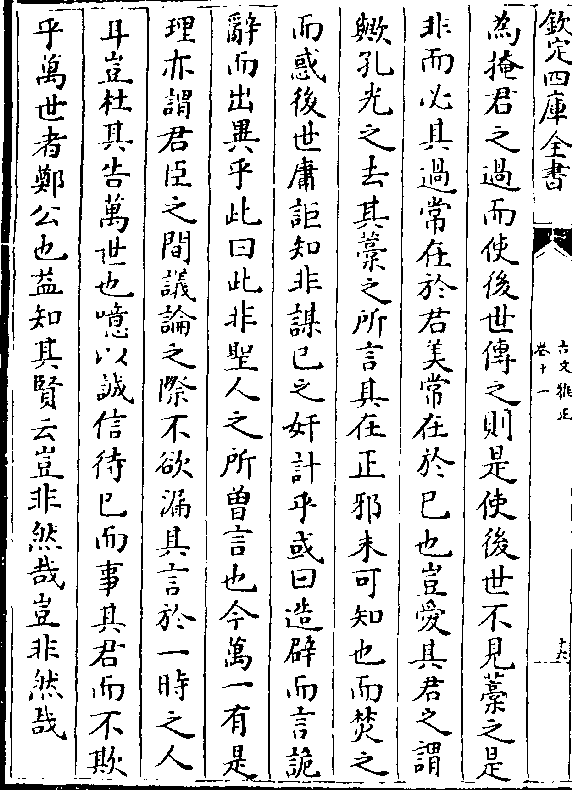 欽定四庫全書
古文雅正
卷十一
十六
為掩君之過而使後世傳之則是使後世不見藁之是
非而必其過常在於君美常在於已也豈愛其君之謂
歟孔光之去其藁之所言其在正邪未可知也而焚之
而惑後世庸詎知非謀已之奸計乎或曰造辟而言詭
辭而出異乎此曰此非聖人之所曾言也今萬一有是
理亦謂君臣之間議論之際不欲漏其言於一時之人
耳豈杜其告萬世也噫以誠信待已而事其君而不欺
乎萬世者鄭公也益知其賢云豈非然哉豈非然哉